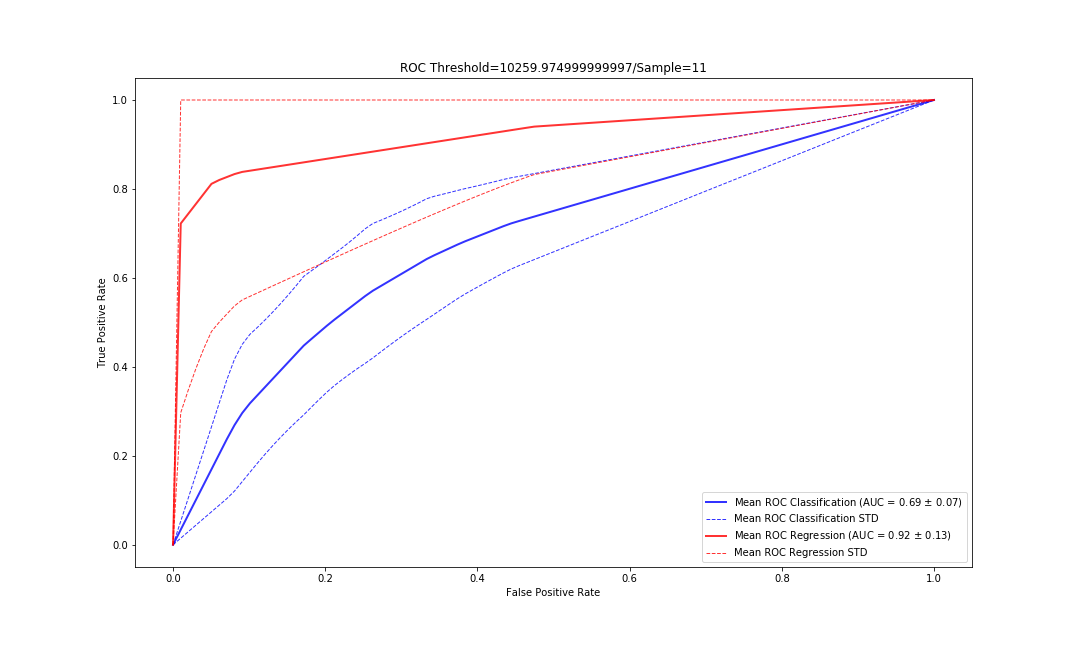 ROC Threshold=10259.974999999997/Sample=11
1.0
0.8
0.6
0.4
0.2
0.0
True Positive Rate
0.0 0.2 0.4 0.6 0.8 1.0
False Positive Rate
Mean ROC Classification (AUC = 0.69 ± 0.07)
Mean ROC Classification STD
Mean ROC Regression (AUC = 0.92 ± 0.13)
Mean ROC Regression STD